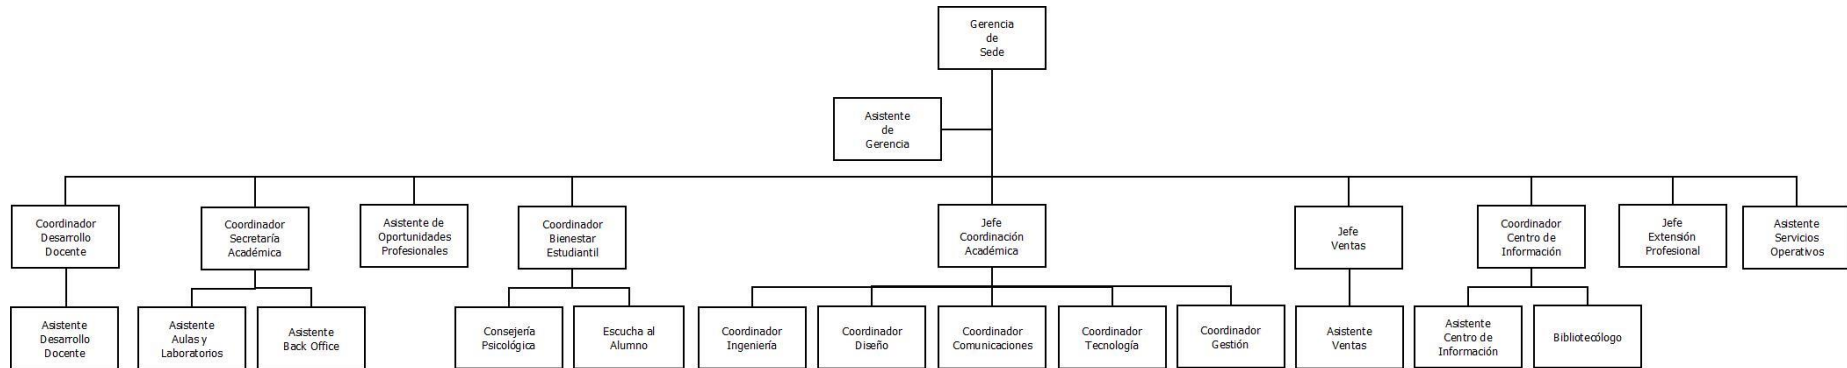 Gerencia
de
Sede
Asistente
de
Gerencia
Coordinador
Desarrollo
Docente
Coordinador
Secretaría
Académica
Asistente de
Oportunidades
Profesionales
Coordinador
Bienestar
Estudiantil
Jefe
Coordinación
Académica
Jefe
Ventas
Coordinador
Centro de
Información
Jefe
Extensión
Profesional
Asistente
Servicios
Operativos
Asistente
Desarrollo
Docente
Asistente
Aulas y
Laboratorios
Asistente
Back Office
Consejería
Psicológica
Escucha al
Alumno
Coordinador
Ingeniería
Coordinador
Diseño
Coordinador
Comunicaciones
Coordinador
Tecnología
Coordinador
Gestión
Asistente
Ventas
Asistente
Centro de
Información
Bibliotecólogo